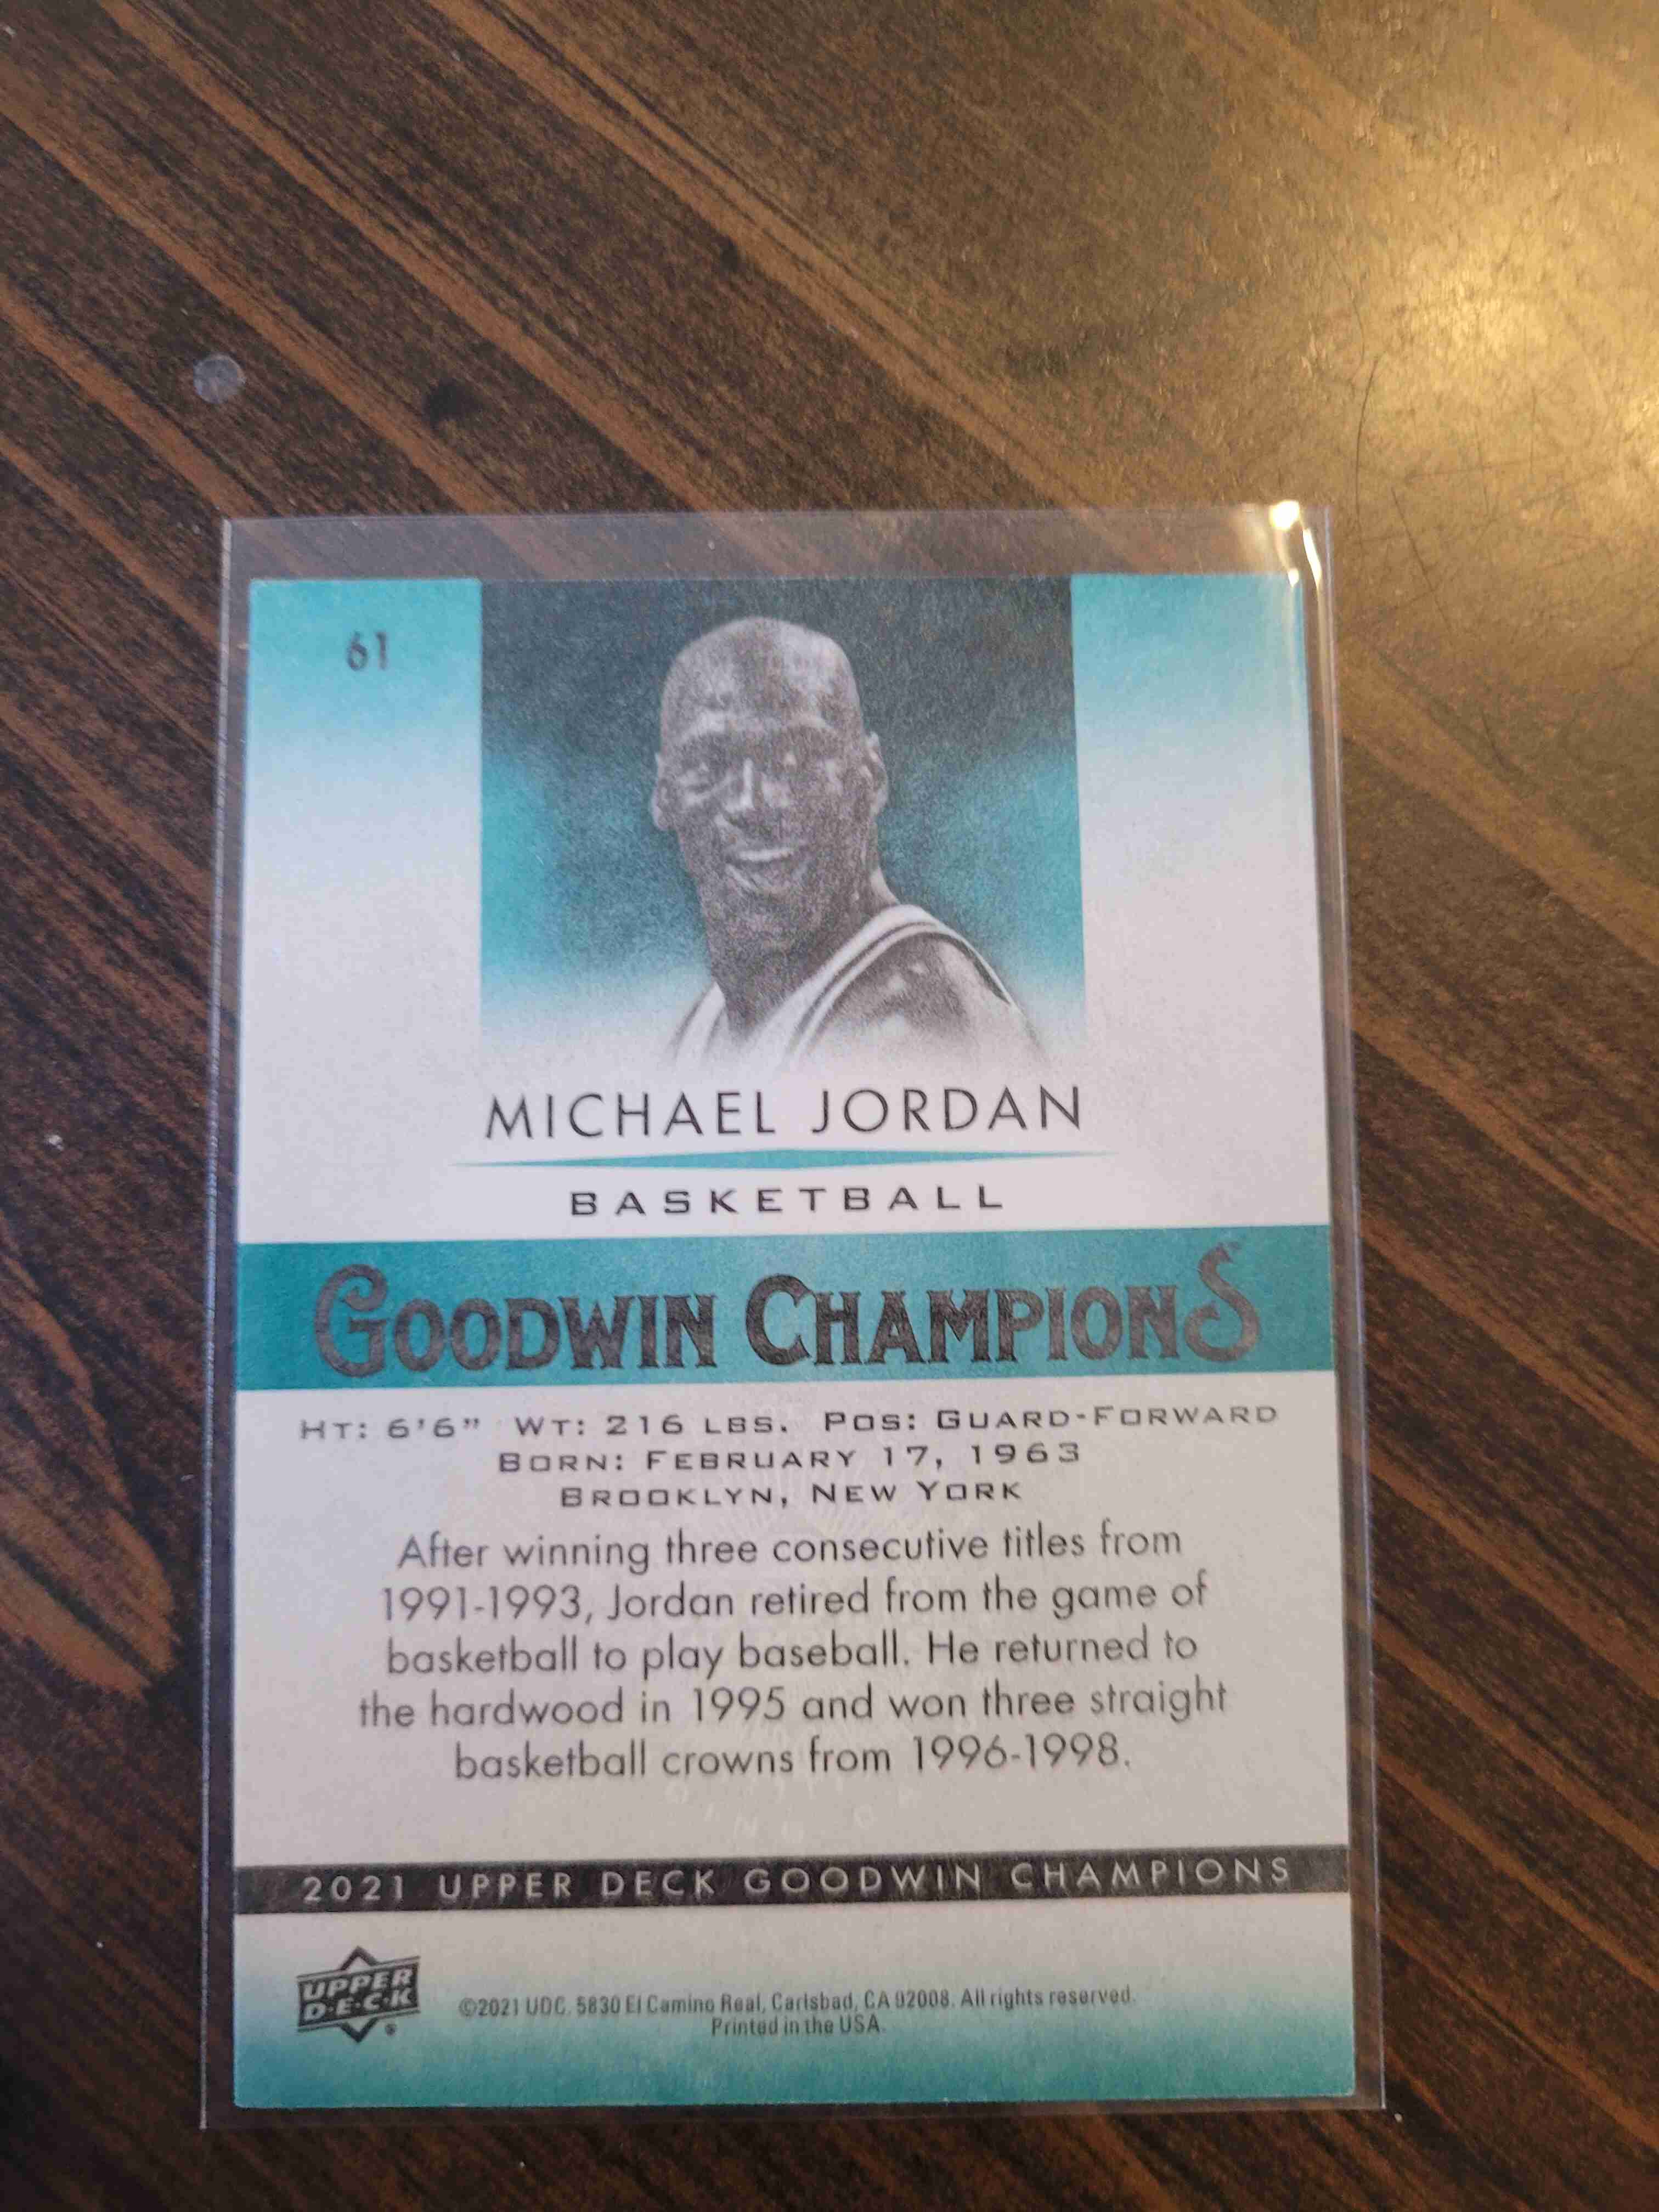 61
MICHAEL JORDAN
BASKETBALL
GOODWIN CHAMPIONS
HT: 6'6" WT: 216 LBS. POS: GUARD-FORWARD
BORN: FEBRUARY 17, 1963
BROOKLYN, NEW YORK
After winning three consecutive titles from
1991-1993, Jordan retired from the game of
basketball to play baseball. He returned to
the hardwood in 1995 and won three straight
basketball crowns from 1996-1998.
2021 UPPER DECK GOODWIN CHAMPIONS
UPPER
D·E·C·K
©2021 UDC. 5830 El Camino Real, Carlsbad, CA 92008. All rights reserved.
Printed in the USA.